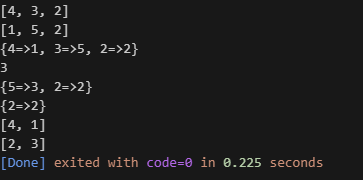 [4, 3, 2]
[1, 5, 2]
{4=>1, 3=>5, 2=>2}
3
{5=>3, 2=>2}
{2=>2}
[4, 1]
[2, 3]
[Done] exited with code=0 in 0.225 seconds